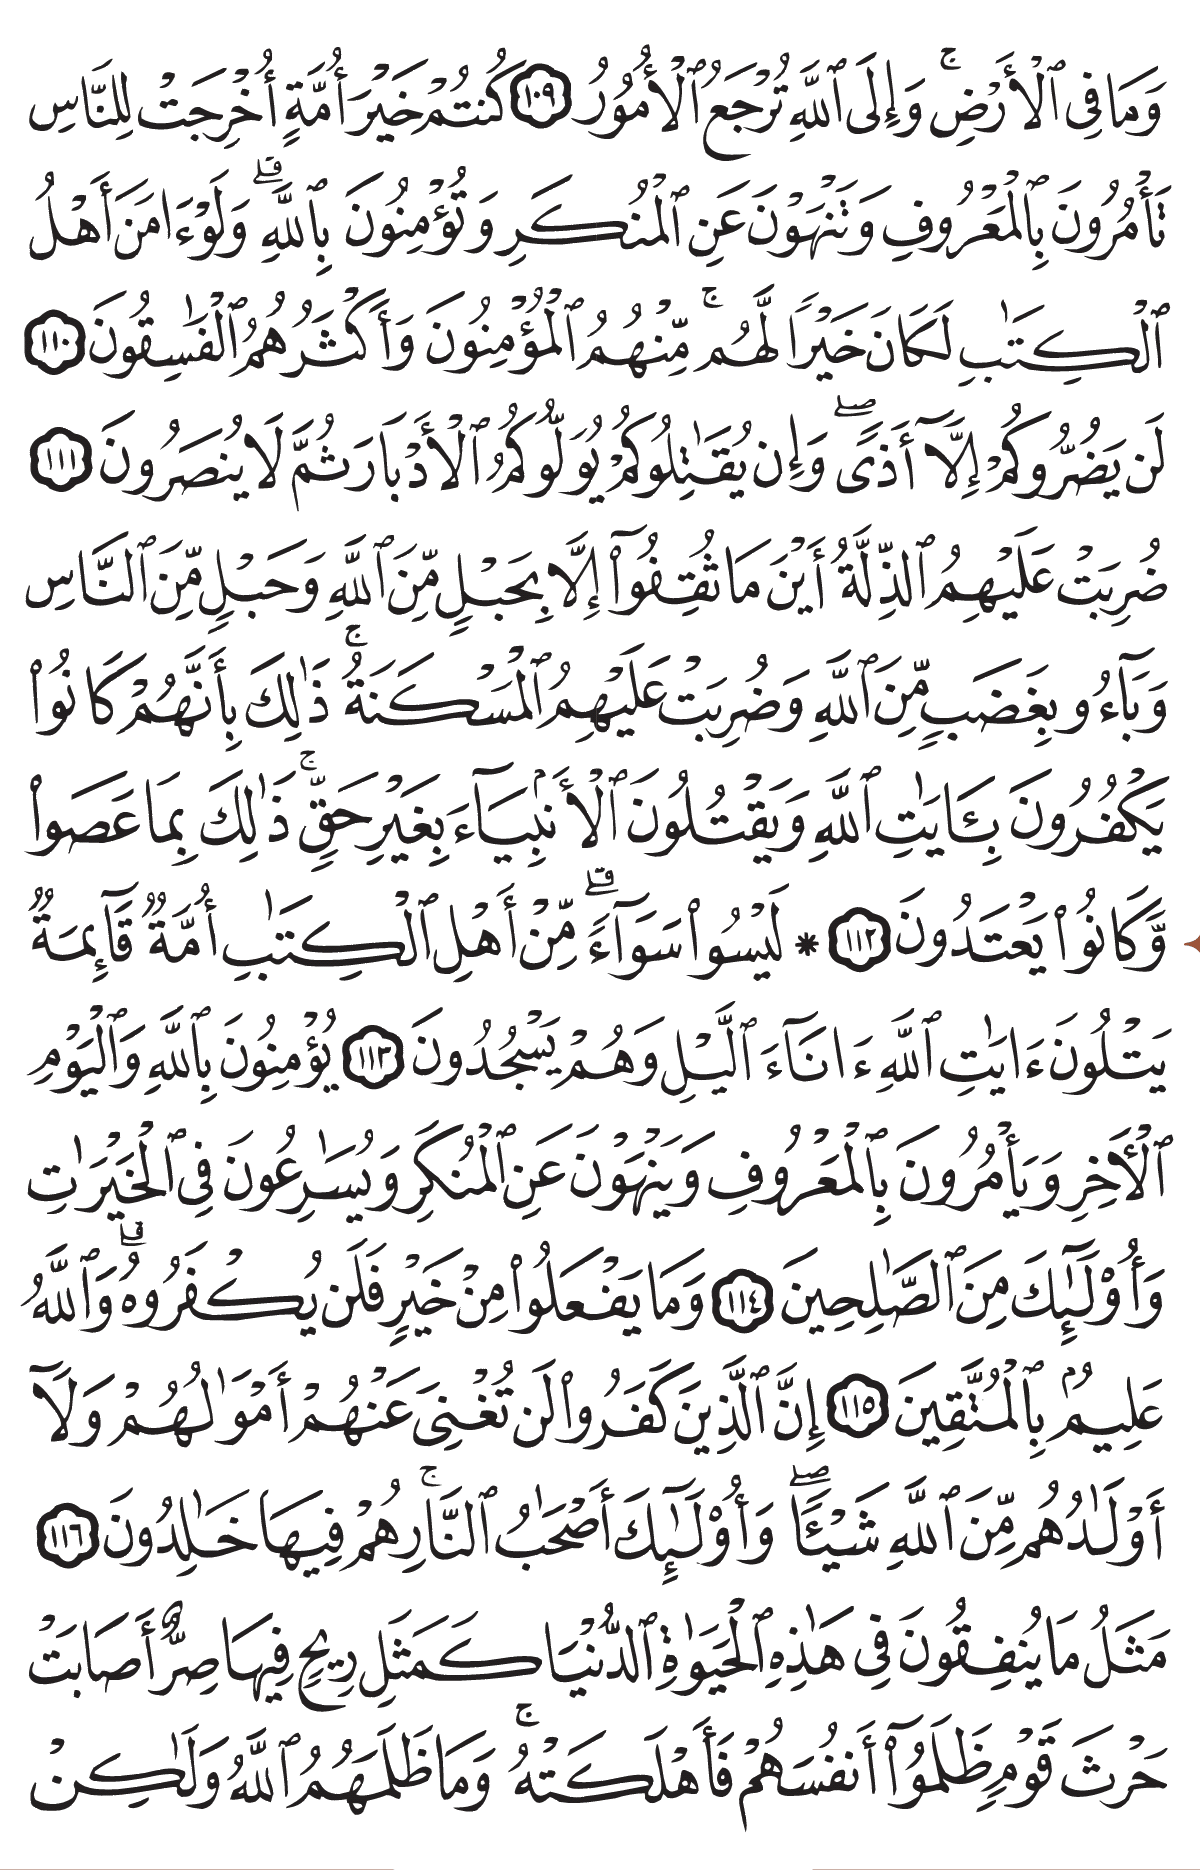 وَمَا فِى ٱلْأَرْضِ ۚ وَإِلَى ٱللَّهِ تُرْجَعُ ٱلْأُمُورُ ١٠٩ كُنتُمْ خَيْرَ أُمَّةٍ أُخْرِجَتْ لِلنَّاسِ
تَأْمُرُونَ بِٱلْمَعْرُوفِ وَتَنْهَوْنَ عَنِ ٱلْمُنكَرِ وَتُؤْمِنُونَ بِٱللَّهِ ۗ وَلَوْ ءَامَنَ أَهْلُ
ٱلْكِتَٰبِ لَكَانَ خَيْرًا لَّهُم ۚ مِّنْهُمُ ٱلْمُؤْمِنُونَ وَأَكْثَرُهُمُ ٱلْفَٰسِقُونَ ١١٠
لَن يَضُرُّوكُمْ إِلَّآ أَذًى ۖ وَإِن يُقَٰتِلُوكُمْ يُوَلُّوكُمُ ٱلْأَدْبَارَ ثُمَّ لَا يُنصَرُونَ ١١١
ضُرِبَتْ عَلَيْهِمُ ٱلذِّلَّةُ أَيْنَ مَا ثُقِفُوٓا۟ إِلَّا بِحَبْلٍ مِّنَ ٱللَّهِ وَحَبْلٍ مِّنَ ٱلنَّاسِ
وَبَآءُو بِغَضَبٍ مِّنَ ٱللَّهِ وَضُرِبَتْ عَلَيْهِمُ ٱلْمَسْكَنَةُ ۚ ذَٰلِكَ بِأَنَّهُمْ كَانُوا۟
يَكْفُرُونَ بِـَٔايَٰتِ ٱللَّهِ وَيَقْتُلُونَ ٱلْأَنۢبِيَآءَ بِغَيْرِ حَقٍّ ۚ ذَٰلِكَ بِمَا عَصَوا۟
وَّكَانُوا۟ يَعْتَدُونَ ١١٢ * لَيْسُوا۟ سَوَآءً ۗ مِّنْ أَهْلِ ٱلْكِتَٰبِ أُمَّةٌ قَآئِمَةٌ
يَتْلُونَ ءَايَٰتِ ٱللَّهِ ءَانَآءَ ٱلَّيْلِ وَهُمْ يَسْجُدُونَ ١١٣ يُؤْمِنُونَ بِٱللَّهِ وَٱلْيَوْمِ
ٱلْـَٔاخِرِ وَيَأْمُرُونَ بِٱلْمَعْرُوفِ وَيَنْهَوْنَ عَنِ ٱلْمُنكَرِ وَيُسَٰرِعُونَ فِى ٱلْخَيْرَٰتِ
وَأُو۟لَٰٓئِكَ مِنَ ٱلصَّٰلِحِينَ ١١٤ وَمَا يَفْعَلُوا۟ مِنْ خَيْرٍ فَلَن يُكْفَرُوهُ ۗ وَٱللَّهُ
عَلِيمٌۢ بِٱلْمُتَّقِينَ ١١٥ إِنَّ ٱلَّذِينَ كَفَرُوا۟ لَن تُغْنِىَ عَنْهُمْ أَمْوَٰلُهُمْ وَلَآ
أَوْلَٰدُهُم مِّنَ ٱللَّهِ شَيْـًٔا ۖ وَأُو۟لَٰٓئِكَ أَصْحَٰبُ ٱلنَّارِ ۚ هُمْ فِيهَا خَٰلِدُونَ ١١٦
مَثَلُ مَا يُنفِقُونَ فِى هَٰذِهِ ٱلْحَيَوٰةِ ٱلدُّنْيَا كَمَثَلِ رِيحٍ فِيهَا صِرٌّ أَصَابَتْ
حَرْثَ قَوْمٍ ظَلَمُوٓا۟ أَنفُسَهُمْ فَأَهْلَكَتْهُ ۚ وَمَا ظَلَمَهُمُ ٱللَّهُ وَلَٰكِنْ